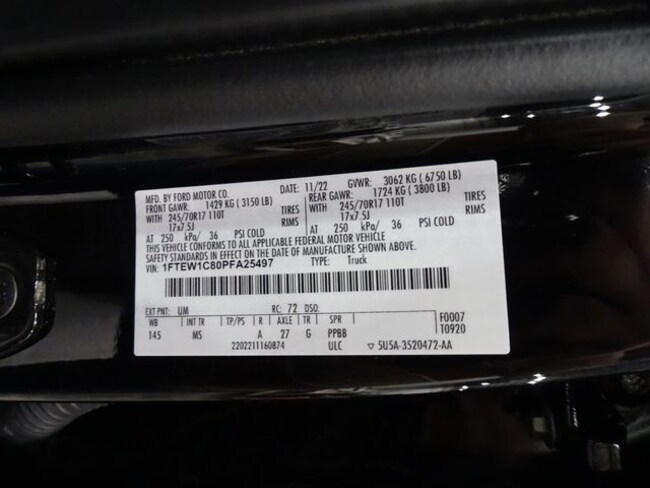 MFD. BY FORD MOTOR CO. DATE: 11/22 GVWR: 3062 KG ( 6750 LB)
FRONT GAWR: 1429 KG ( 3150 LB) REAR GAWR: 1724 KG ( 3800 LB)
WITH 245/70R17 110T TIRES WITH 245/70R17 110T TIRES
17x7.5J RIMS 17x7.5J RIMS
AT 250 kPa/ 36 PSI COLD AT 250 kPa/ 36 PSI COLD
THIS VEHICLE CONFORMS TO ALL APPLICABLE FEDERAL MOTOR VEHICLE
SAFETY STANDARDS IN EFFECT ON THE DATE OF MANUFACTURE SHOWN ABOVE.
VIN: 1FTEW1C80PFA25497 TYPE: Truck
EXT PNT: UM RC: 72 DSO: F0007
WB INT TR TP/PS R AXLE TR SPR T0920
145 MS A 27 G PPBB
2202211160874 ULC ▽ 5U5A-3520472-AA